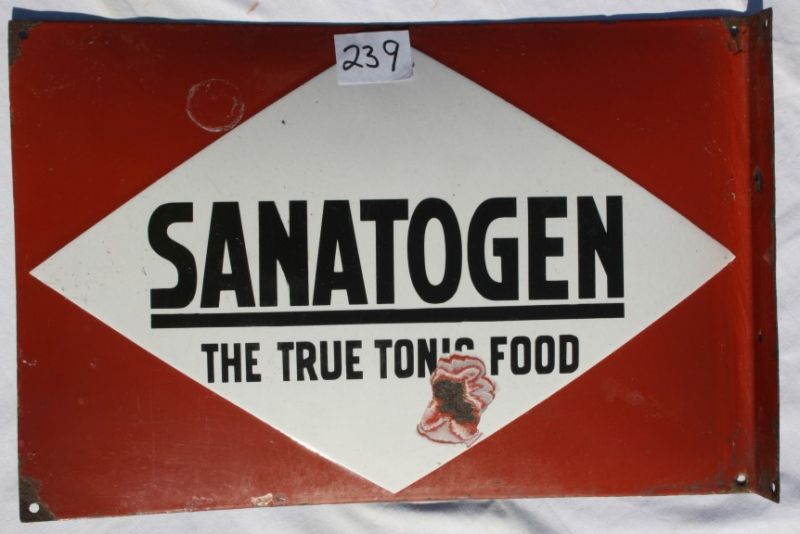 239
SANATOGEN
THE TRUE TONIC FOOD